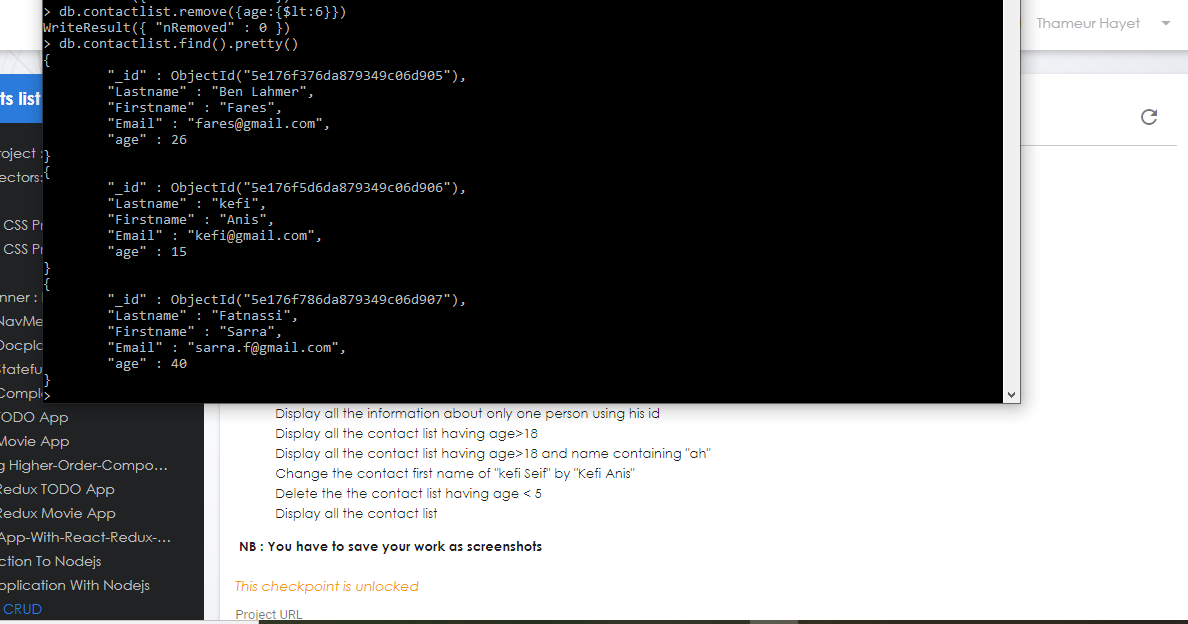 > db.contactlist.remove({age:{$lt:6}})
WriteResult({ "nRemoved" : 0 })
> db.contactlist.find().pretty()
{
"_id" : ObjectId("5e176f376da879349c06d905"),
"Lastname" : "Ben Lahmer",
"Firstname" : "Fares",
"Email" : "fares@gmail.com",
"age" : 26
}
{
"_id" : ObjectId("5e176f5d6da879349c06d906"),
"Lastname" : "kefi",
"Firstname" : "Anis",
"Email" : "kefi@gmail.com",
"age" : 15
}
{
"_id" : ObjectId("5e176f786da879349c06d907"),
"Lastname" : "Fatnassi",
"Firstname" : "Sarra",
"Email" : "sarra.f@gmail.com",
"age" : 40
}
>
Thameur Hayet
ts list
roject :
ectors:
CSS Pr
CSS Pr
nner :
NavMe
Docpla
Stateful
Compl
ODO App
Movie App
g Higher-Order-Compo...
Redux TODO App
Redux Movie App
App-With-React-Redux-...
ction To Nodejs
pplication With Nodejs
CRUD
Display all the information about only one person using his id
Display all the contact list having age>18
Display all the contact list having age>18 and name containing "ah"
Change the contact first name of "kefi Seif" by "Kefi Anis"
Delete the the contact list having age < 5
Display all the contact list
NB : You have to save your work as screenshots
This checkpoint is unlocked
Project URL